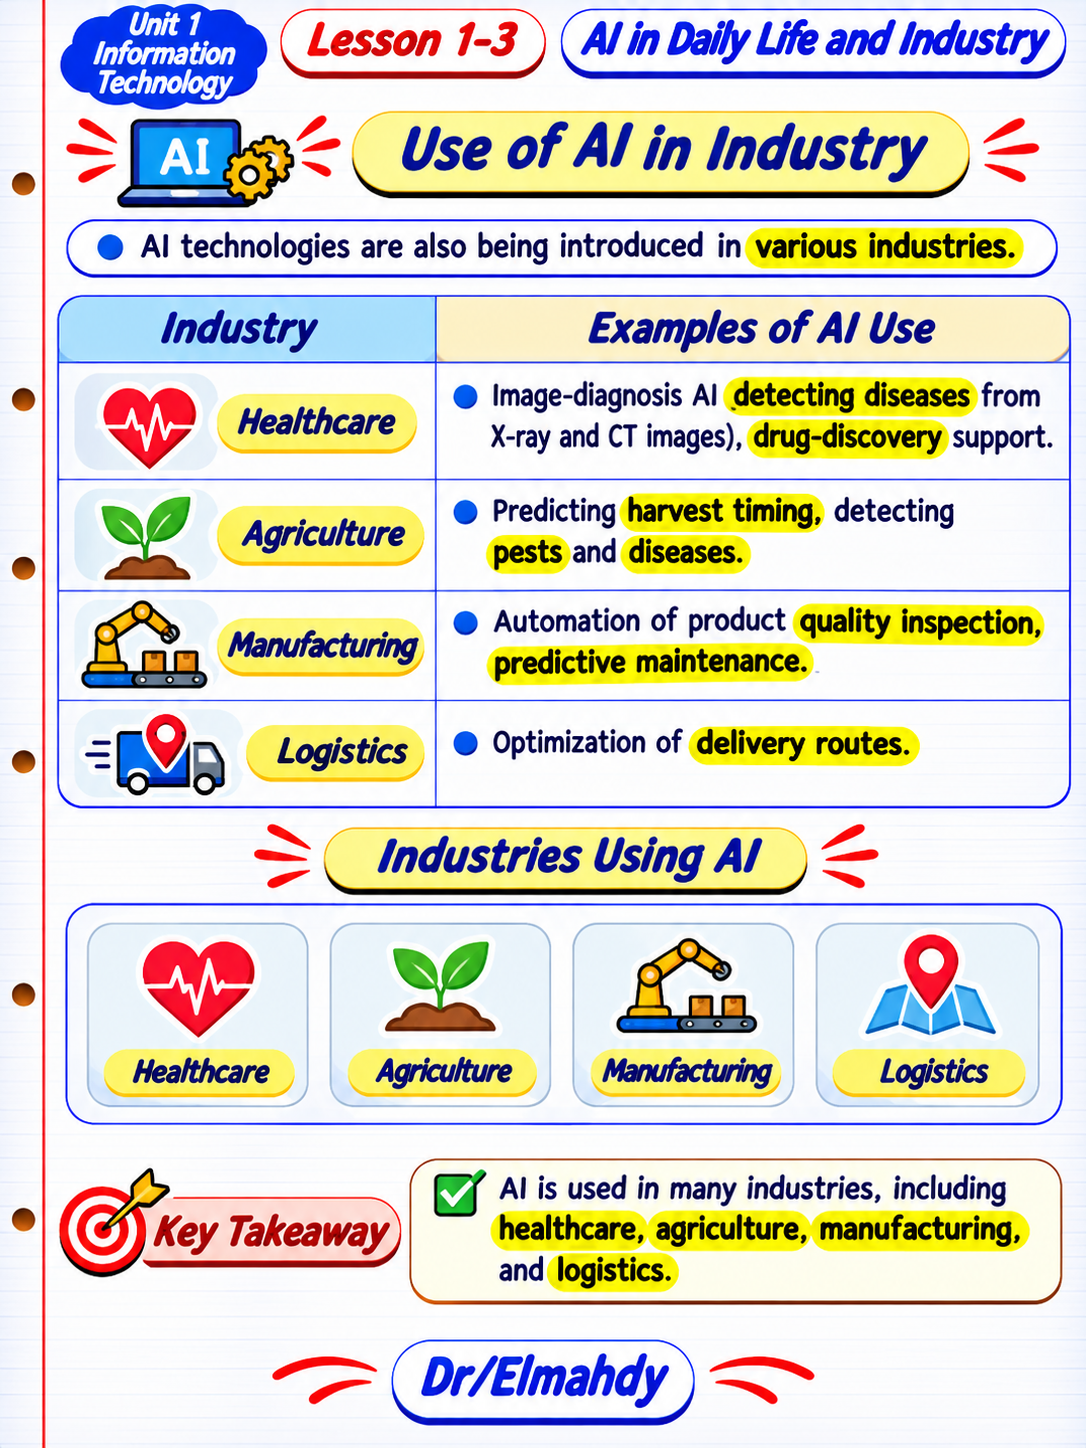 Unit 1
Information
Technology
Lesson 1-3
AI in Daily Life and Industry
AI
Use of AI in Industry
AI technologies are also being introduced in various industries.
Industry
Examples of AI Use
Healthcare
Image-diagnosis AI detecting diseases from
X-ray and CT images), drug-discovery support.
Agriculture
Predicting harvest timing, detecting
pests and diseases.
Manufacturing
Automation of product quality inspection,
predictive maintenance.
Logistics
Optimization of delivery routes.
Industries Using AI
Healthcare
Agriculture
Manufacturing
Logistics
Key Takeaway
AI is used in many industries, including
healthcare, agriculture, manufacturing,
and logistics.
Dr/Elmahdy